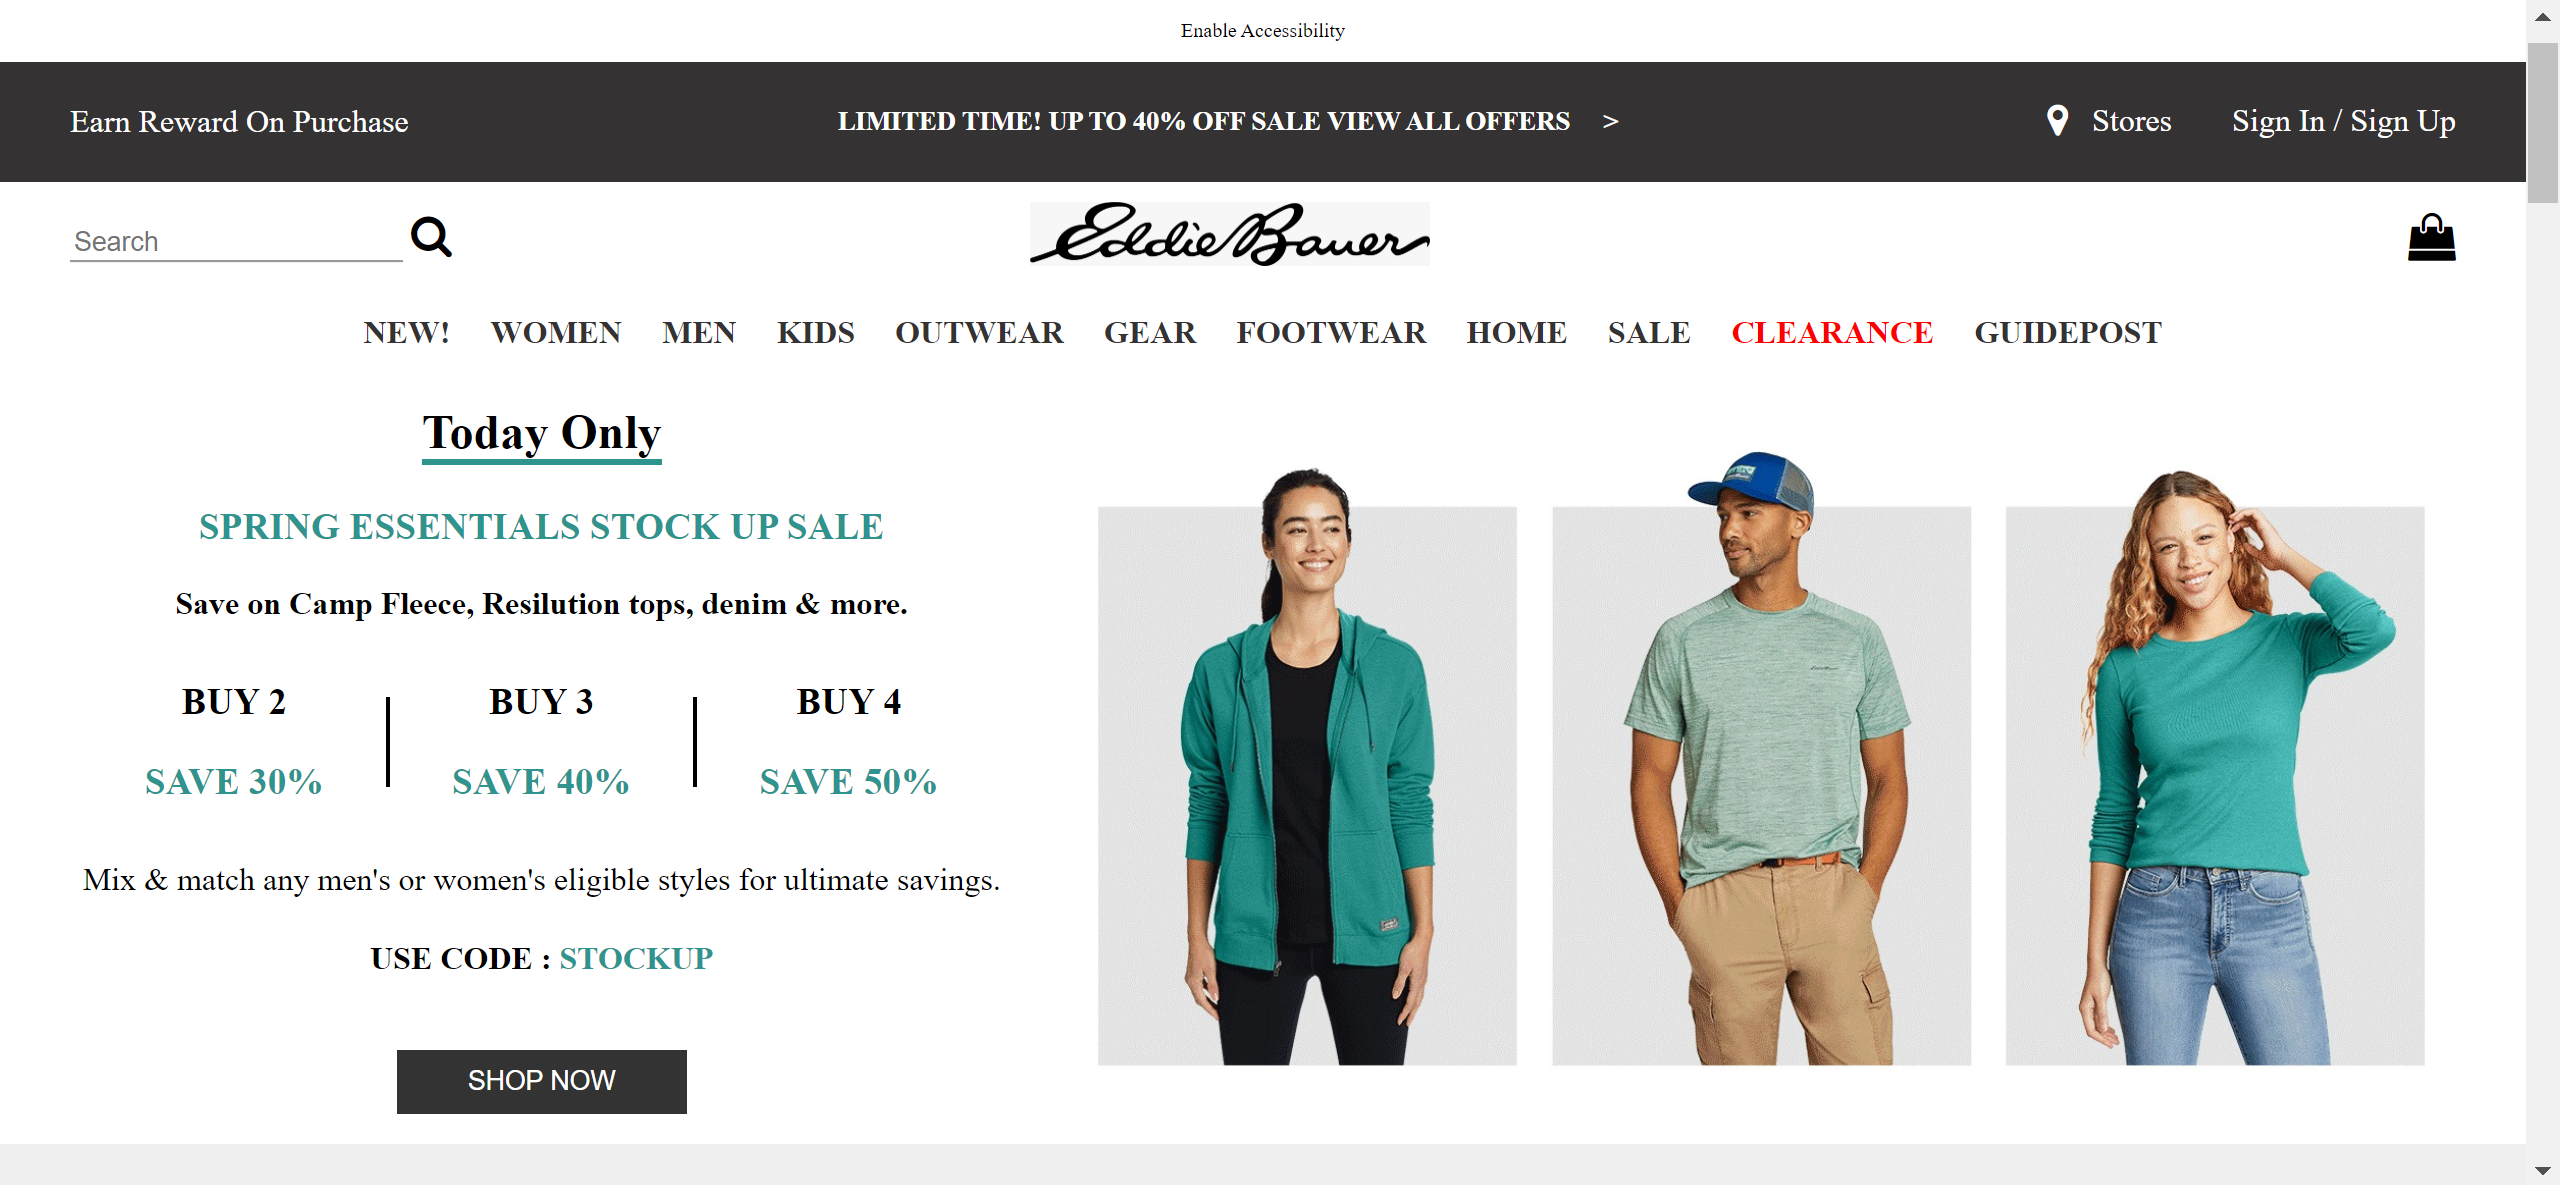 Enable Accessibility
Earn Reward On Purchase
LIMITED TIME! UP TO 40% OFF SALE VIEW ALL OFFERS >
Stores
Sign In / Sign Up
Search
Eddie Bauer
NEW! WOMEN MEN KIDS OUTWEAR GEAR FOOTWEAR HOME SALE CLEARANCE GUIDEPOST
Today Only
SPRING ESSENTIALS STOCK UP SALE
Save on Camp Fleece, Resilution tops, denim & more.
BUY 2 BUY 3 BUY 4
SAVE 30% SAVE 40% SAVE 50%
Mix & match any men's or women's eligible styles for ultimate savings.
USE CODE : STOCKUP
SHOP NOW